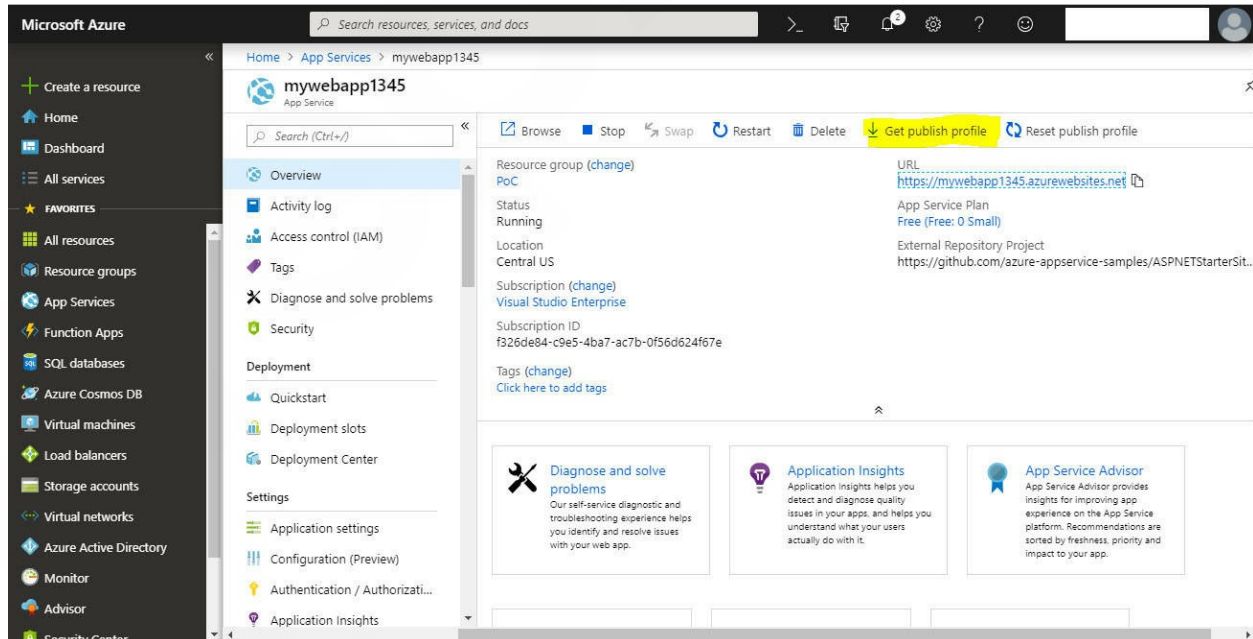 Microsoft Azure
Search resources, services, and docs
2
Home > App Services > mywebapp1345
Create a resource
Home
Dashboard
All services
FAVORITES
All resources
Resource groups
App Services
Function Apps
SQL databases
Azure Cosmos DB
Virtual machines
Load balancers
Storage accounts
Virtual networks
Azure Active Directory
Monitor
Advisor
Security Center
mywebapp1345
App Service
Search (Ctrl+/)
Overview
Activity log
Access control (IAM)
Tags
Diagnose and solve problems
Security
Deployment
Quickstart
Deployment slots
Deployment Center
Settings
Application settings
Configuration (Preview)
Authentication / Authorizati...
Application Insights
Browse Stop Swap Restart Delete Get publish profile Reset publish profile
Resource group (change)
PoC
Status
Running
Location
Central US
Subscription (change)
Visual Studio Enterprise
Subscription ID
f326de84-c9e5-4ba7-ac7b-0f56d624f67e
Tags (change)
Click here to add tags
URL
https://mywebapp1345.azurewebsites.net
App Service Plan
Free (Free: 0 Small)
External Repository Project
https://github.com/azure-appservice-samples/ASPNETStarterSit...
Diagnose and solve
problems
Our self-service diagnostic and
troubleshooting experience helps
you identify and resolve issues
with your web app.
Application Insights
Application Insights helps you
detect and diagnose quality
issues in your apps, and helps you
understand what your users
actually do with it.
App Service Advisor
App Service Advisor provides
insights for improving app
experience on the App Service
platform. Recommendations are
sorted by freshness, priority and
impact to your app.